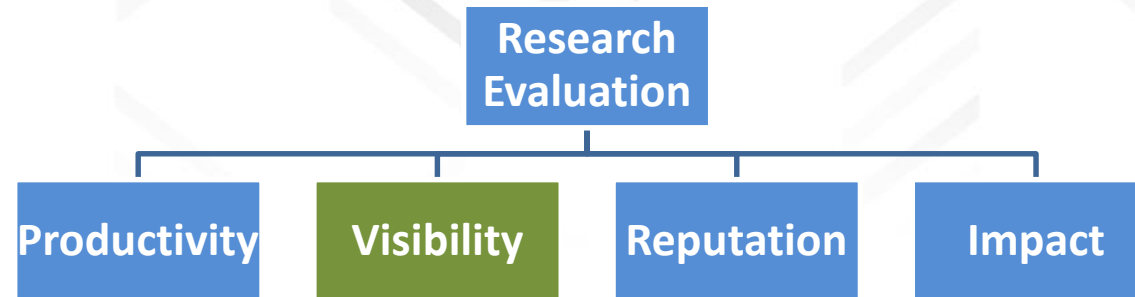 Research
Evaluation
Productivity
Visibility
Reputation
Impact